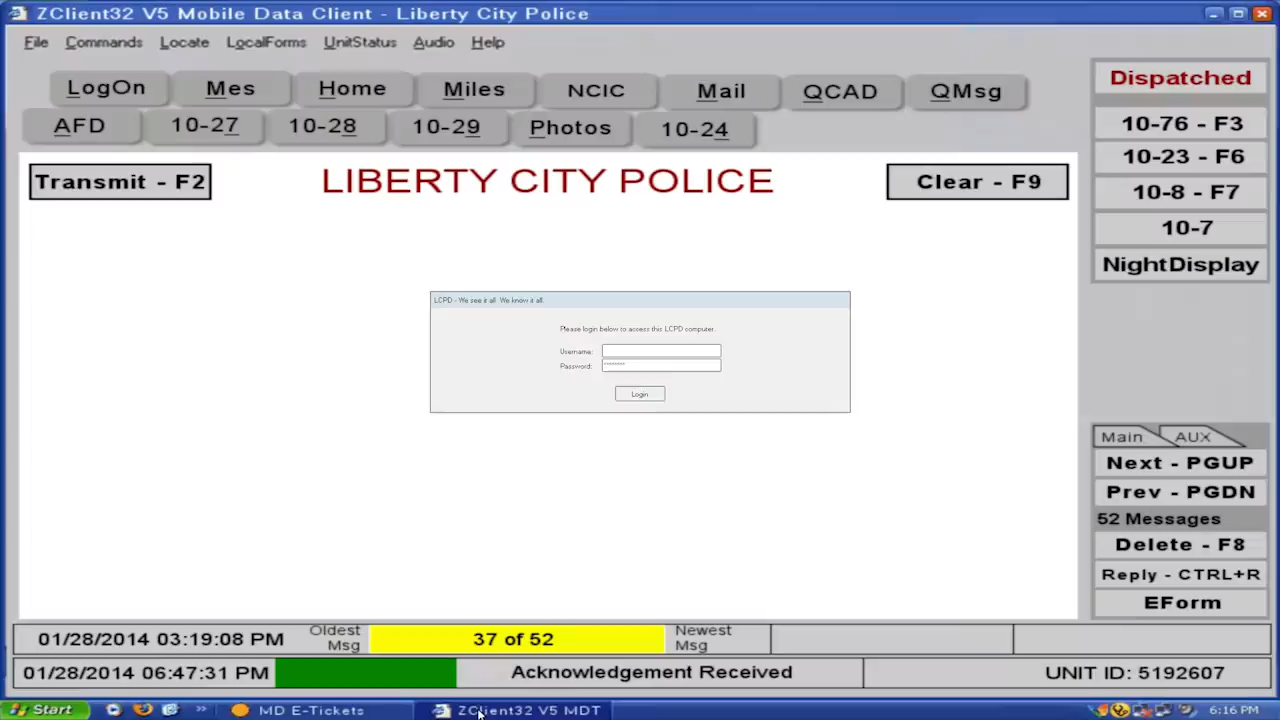 ZClient32 V5 Mobile Data Client - Liberty City Police
File Commands Locate LocalForms UnitStatus Audio Help
LogOn Mes Home Miles NCIC Mail QCAD QMsg
AFD 10-27 10-28 10-29 Photos 10-24
Dispatched
10-76 - F3
10-23 - F6
10-8 - F7
10-7
NightDisplay
Transmit - F2
LIBERTY CITY POLICE
Clear - F9
LCPD - We see it all. We know it all.
Please login below to access this LCPD computer.
Username:
Password: ********
Login
Main AUX
Next - PGUP
Prev - PGDN
52 Messages
Delete - F8
Reply - CTRL+R
EForm
01/28/2014 03:19:08 PM
Oldest
Msg
37 of 52
Newest
Msg
01/28/2014 06:47:31 PM
Acknowledgement Received
UNIT ID: 5192607
Start
MD E-Tickets
ZClient32 V5 MDT
6:16 PM